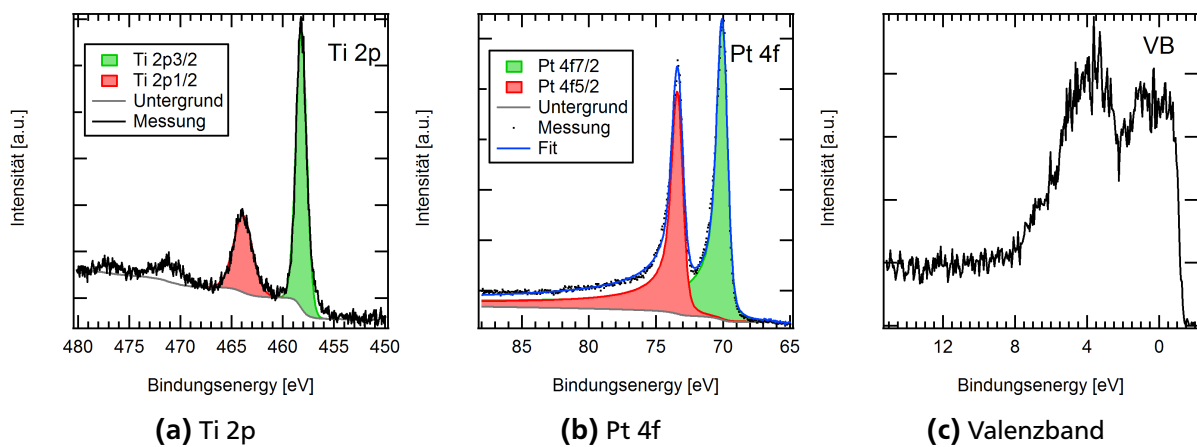 Ti 2p
Ti 2p3/2
Ti 2p1/2
Untergrund
Messung
Intensität [a.u.]
480 475 470 465 460 455 450
Bindungsenergy [eV]
(a) Ti 2p
Pt 4f
Pt 4f7/2
Pt 4f5/2
Untergrund
Messung
Fit
Intensität [a.u.]
85 80 75 70 65
Bindungsenergy [eV]
(b) Pt 4f
VB
Intensität [a.u.]
12 8 4 0
Bindungsenergy [eV]
(c) Valenzband